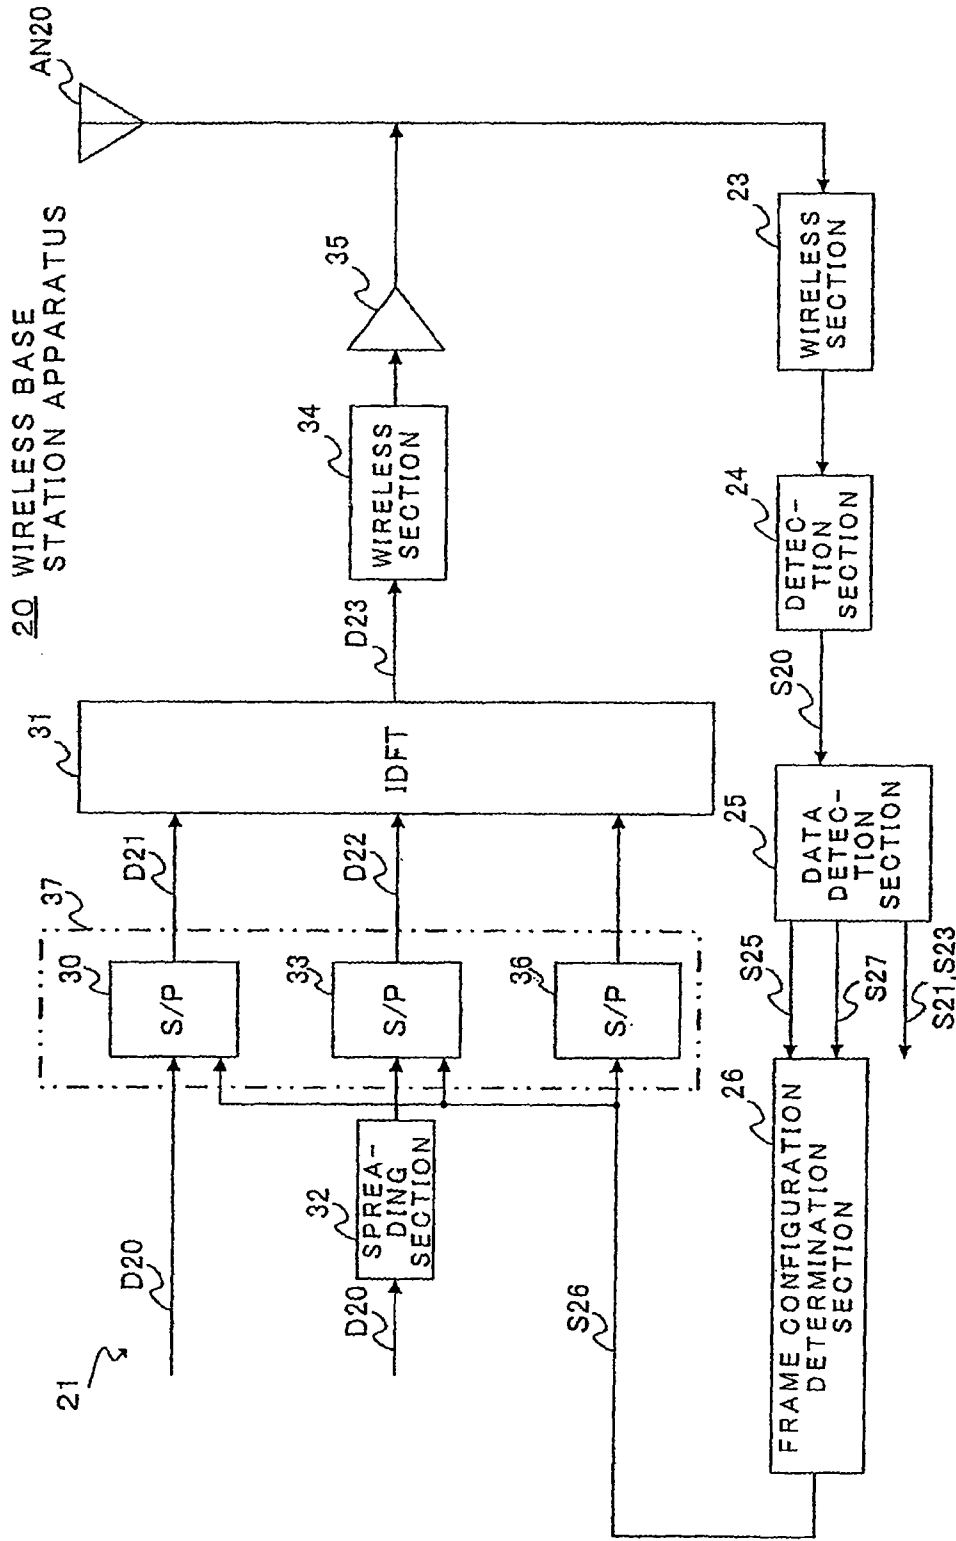 20 WIRELESS BASE
STATION APPARATUS
AN20
21
D20
30
S/P
37
D21
31
IDFT
D20
32
SPREA-
DING
SECTION
33
S/P
D22
D23
34
WIRELESS
SECTION
35
S26
36
S/P
26
FRAME CONFIGURATION
DETERMINATION
SECTION
S25
S27
S21,S23
25
DATA
DETEC-
TION
SECTION
S20
24
DETEC-
TION
SECTION
23
WIRELESS
SECTION